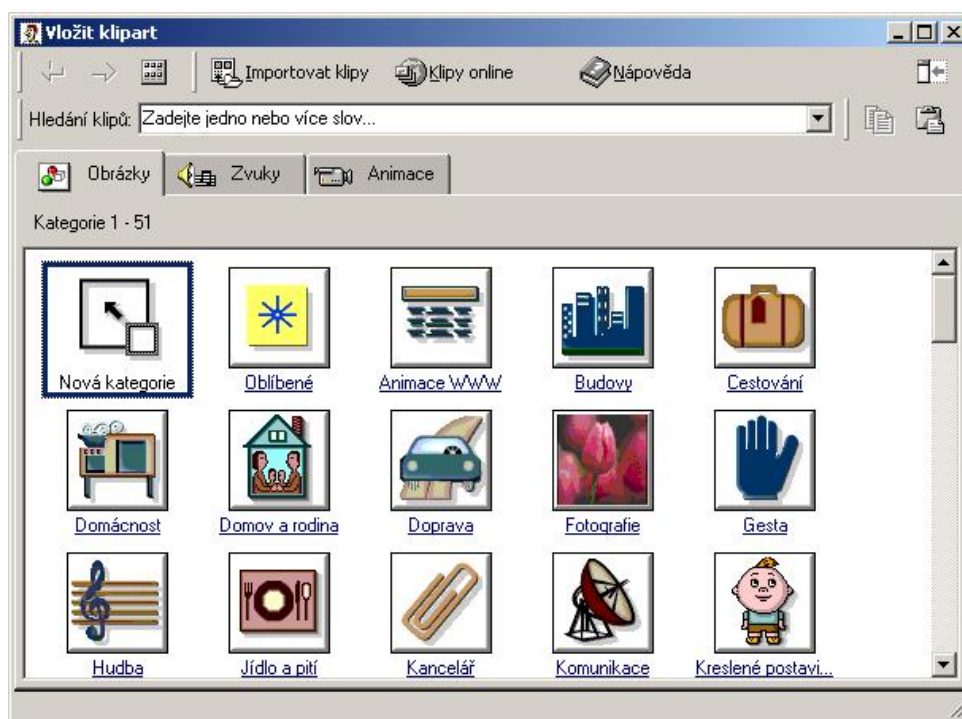 Vložit klipart
Importovat klipy Klipy online Nápověda
Hledání klipů: Zadejte jedno nebo více slov...
Obrázky Zvuky Animace
Kategorie 1 - 51
Nová kategorie Oblíbené Animace WWW Budovy Cestování
Domácnost Domov a rodina Doprava Fotografie Gesta
Hudba Jídlo a pití Kancelář Komunikace Kreslené postavi...